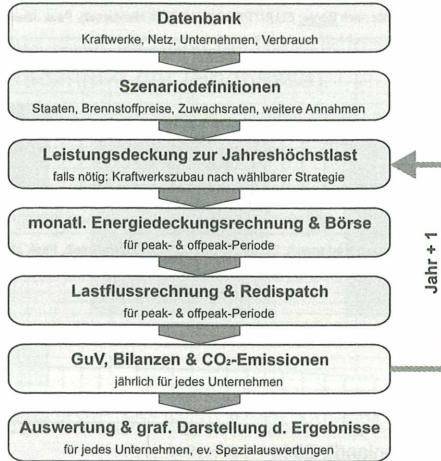 Datenbank
Kraftwerke, Netz, Unternehmen, Verbrauch
Szenariodefinitionen
Staaten, Brennstoffpreise, Zuwachsraten, weitere Annahmen
Leistungsdeckung zur Jahreshöchstlast
falls nötig: Kraftwerkszubau nach wählbarer Strategie
monatl. Energiedeckungsrechnung & Börse
für peak- & offpeak-Periode
Lastflussrechnung & Redispatch
für peak- & offpeak-Periode
GuV, Bilanzen & CO₂-Emissionen
jährlich für jedes Unternehmen
Auswertung & graf. Darstellung d. Ergebnisse
für jedes Unternehmen, ev. Spezialauswertungen
Jahr + 1